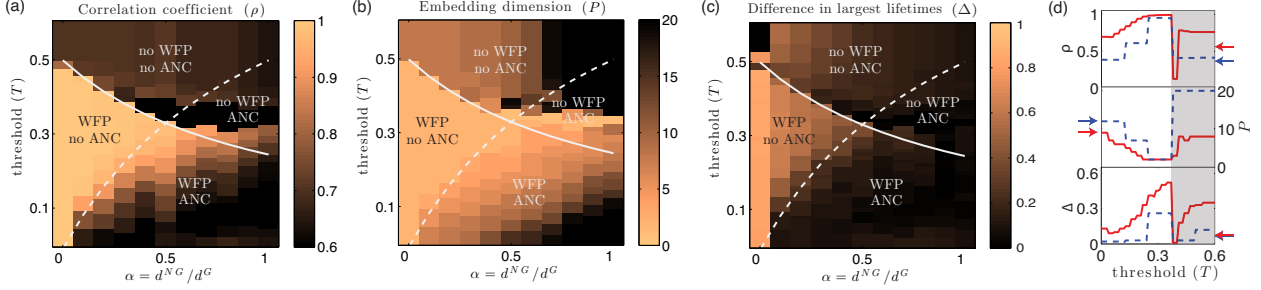 (a)
Correlation coefficient (ρ)
threshold (T)
0.5
0.3
0.1
no WFP
no ANC
WFP
no ANC
no WFP
ANC
WFP
ANC
0
0.5
1
α = d^{NG}/d^{G}
1
0.9
0.8
0.7
0.6
(b)
Embedding dimension (P)
threshold (T)
0.5
0.3
0.1
no WFP
no ANC
WFP
no ANC
no WFP
ANC
WFP
ANC
0
0.5
1
α = d^{NG}/d^{G}
20
15
10
5
0
(c)
Difference in largest lifetimes (Δ)
threshold (T)
0.5
0.3
0.1
no WFP
no ANC
WFP
no ANC
no WFP
ANC
WFP
ANC
0
0.5
1
α = d^{NG}/d^{G}
1
0.8
0.6
0.4
0.2
0
(d)
ρ
1
0.5
0
20
10
0
P
Δ
0.6
0.3
0
0
0.2
0.4
0.6
threshold (T)